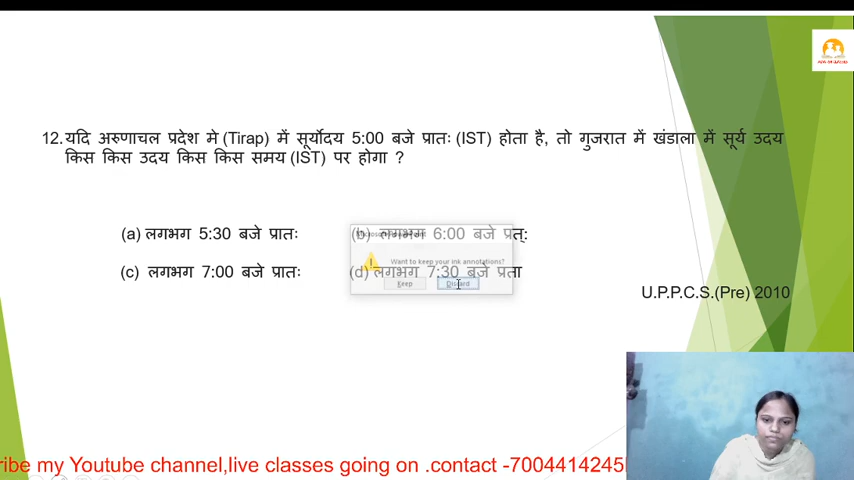 12. यदि अरुणाचल प्रदेश मे (Tirap) में सूर्योदय 5:00 बजे प्रातः (IST) होता है, तो गुजरात में खंडाला में सूर्य उदय
किस किस उदय किस किस समय (IST) पर होगा ?
(a) लगभग 5:30 बजे प्रातः (b) लगभग 6:00 बजे प्रत्:
Want to keep your ink annotations?
(c) लगभग 7:00 बजे प्रातः (d) लगभग 7:30 बजे प्रता
Keep Discard
U.P.P.C.S.(Pre) 2010
ribe my Youtube channel,live classes going on .contact -7004414245